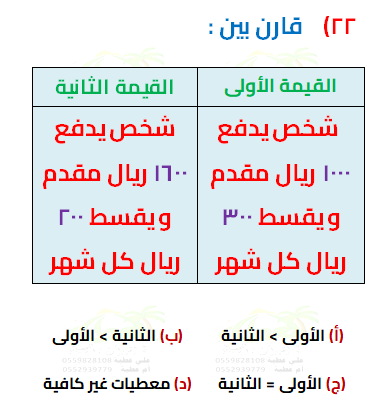 ٢٢) قارن بين :
القيمة الأولى
القيمة الثانية
شخص يدفع
١٠٠٠ ريال مقدم
ويقسط ٣٠٠
ريال كل شهر
شخص يدفع
١٦٠٠ ريال مقدم
ويقسط ٢٠٠
ريال كل شهر
(أ) الأولى > الثانية
(ب) الثانية > الأولى
(ج) الأولى = الثانية
(د) معطيات غير كافية